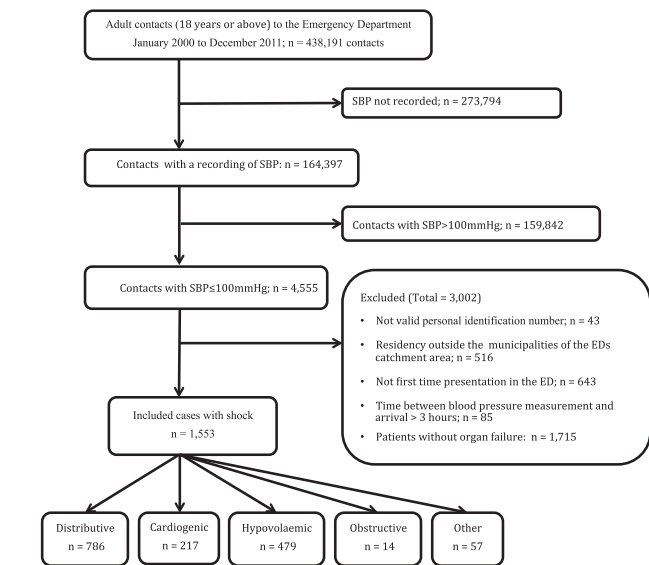 Adult contacts (18 years or above) to the Emergency Department
January 2000 to December 2011; n = 438,191 contacts
SBP not recorded; n = 273,794
Contacts with a recording of SBP: n = 164,397
Contacts with SBP>100mmHg; n = 159,842
Contacts with SBP≤100mmHg; n = 4,555
Excluded (Total = 3,002)
• Not valid personal identification number; n = 43
• Residency outside the municipalities of the EDs
catchment area; n = 516
• Not first time presentation in the ED; n = 643
• Time between blood pressure measurement and
arrival > 3 hours; n = 85
• Patients without organ failure: n = 1,715
Included cases with shock
n = 1,553
Distributive
n = 786
Cardiogenic
n = 217
Hypovolaemic
n = 479
Obstructive
n = 14
Other
n = 57